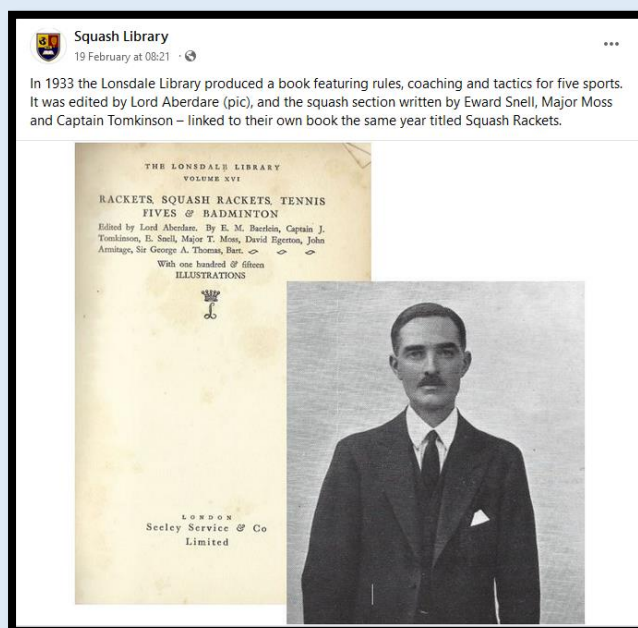 Squash Library
19 February at 08:21 ·
In 1933 the Lonsdale Library produced a book featuring rules, coaching and tactics for five sports.
It was edited by Lord Aberdare (pic), and the squash section written by Eward Snell, Major Moss
and Captain Tomkinson – linked to their own book the same year titled Squash Rackets.
THE LONSDALE LIBRARY
VOLUME XVI
RACKETS, SQUASH RACKETS, TENNIS
FIVES & BADMINTON
Edited by Lord Aberdare. By E. M. Baerlein, Captain J.
Tomkinson, E. Snell, Major T. Moss, David Egerton, John
Armitage, Sir George A. Thomas, Bart.
With one hundred & fifteen
ILLUSTRATIONS
L
LONDON
Seeley Service & Co
Limited